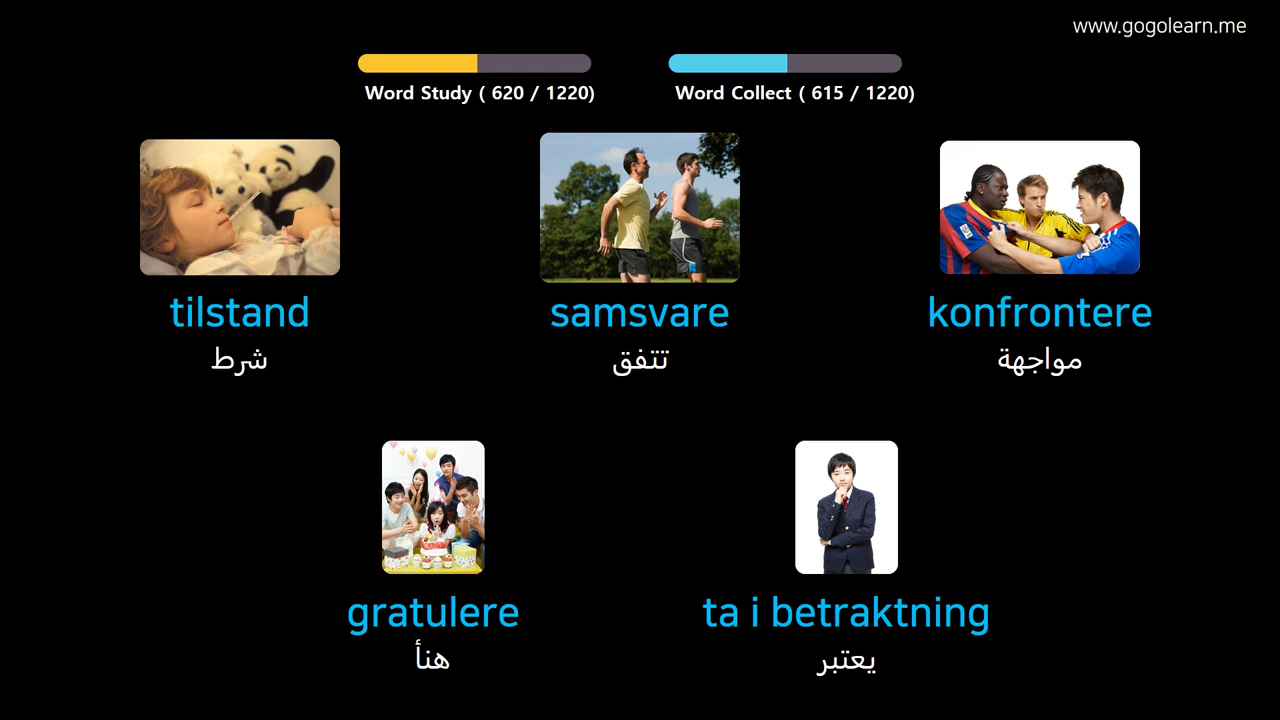 www.gogolearn.me
Word Study ( 620 / 1220)
Word Collect ( 615 / 1220)
tilstand
شرط
samsvare
تتفق
konfrontere
مواجهة
gratulere
هنأ
ta i betraktning
يعتبر